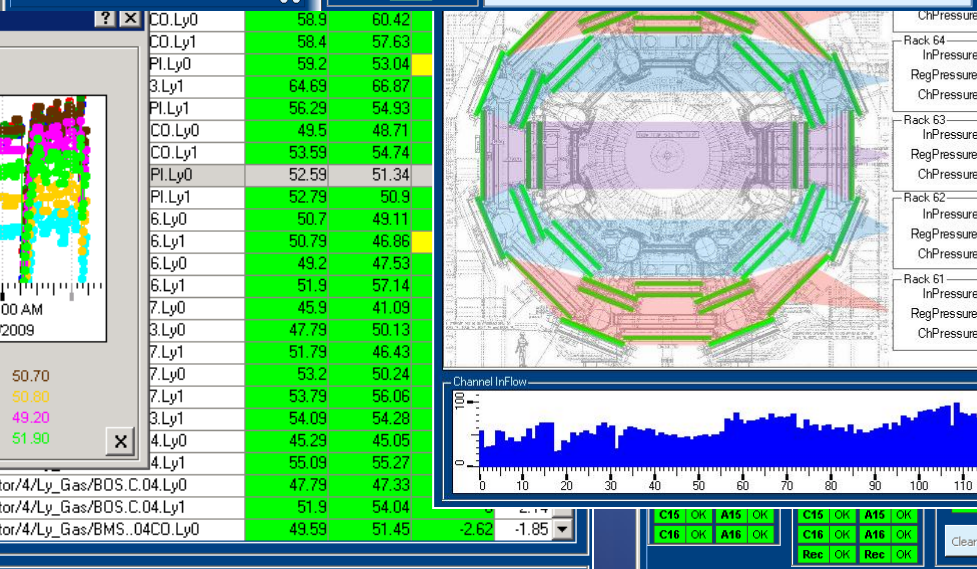 ? X
CO.Ly0 58.9 60.42
CO.Ly1 58.4 57.63
PI.Ly0 59.2 53.04
3.Ly1 64.69 66.87
PI.Ly1 56.29 54.93
CO.Ly0 49.5 48.71
CO.Ly1 53.59 54.74
PI.Ly0 52.59 51.34
PI.Ly1 52.79 50.9
6.Ly0 50.7 49.11
6.Ly1 50.79 46.86
6.Ly0 49.2 47.53
6.Ly1 51.9 57.14
7.Ly0 45.9 41.09
3.Ly0 47.79 50.13
7.Ly1 51.79 46.43
7.Ly0 53.2 50.24
7.Ly1 53.79 56.06
3.Ly1 54.09 54.28
4.Ly0 45.29 45.05
4.Ly1 55.09 55.27
tor/4/Ly_Gas/BOS.C.04.Ly0 47.79 47.33
tor/4/Ly_Gas/BOS.C.04.Ly1 51.9 54.04
tor/4/Ly_Gas/BMS..04CO.Ly0 49.59 51.45 -2.62 -1.85
00 AM
/2009
50.70
50.80
49.20
51.90
X
ChPressure
Rack 64
InPressure
RegPressure
ChPressure
Rack 63
InPressure
RegPressure
ChPressure
Rack 62
InPressure
RegPressure
ChPressure
Rack 61
InPressure
RegPressure
ChPressure
Channel InFlow
100
0
0 10 20 30 40 50 60 70 80 90 100 110
C15 OK A15 OK C15 OK A15 OK
C16 OK A16 OK C16 OK A16 OK
Rec OK Rec OK
Clear